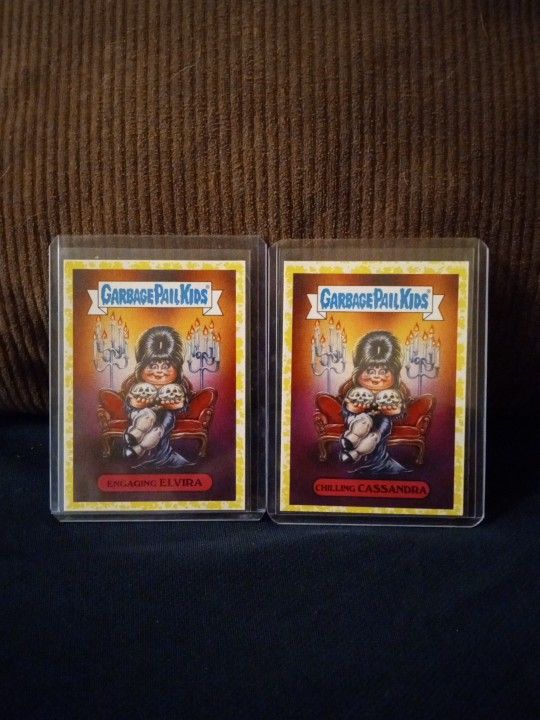 GARBAGE PAIL KIDS
ENGAGING ELVIRA
GARBAGE PAIL KIDS
CHILLING CASSANDRA